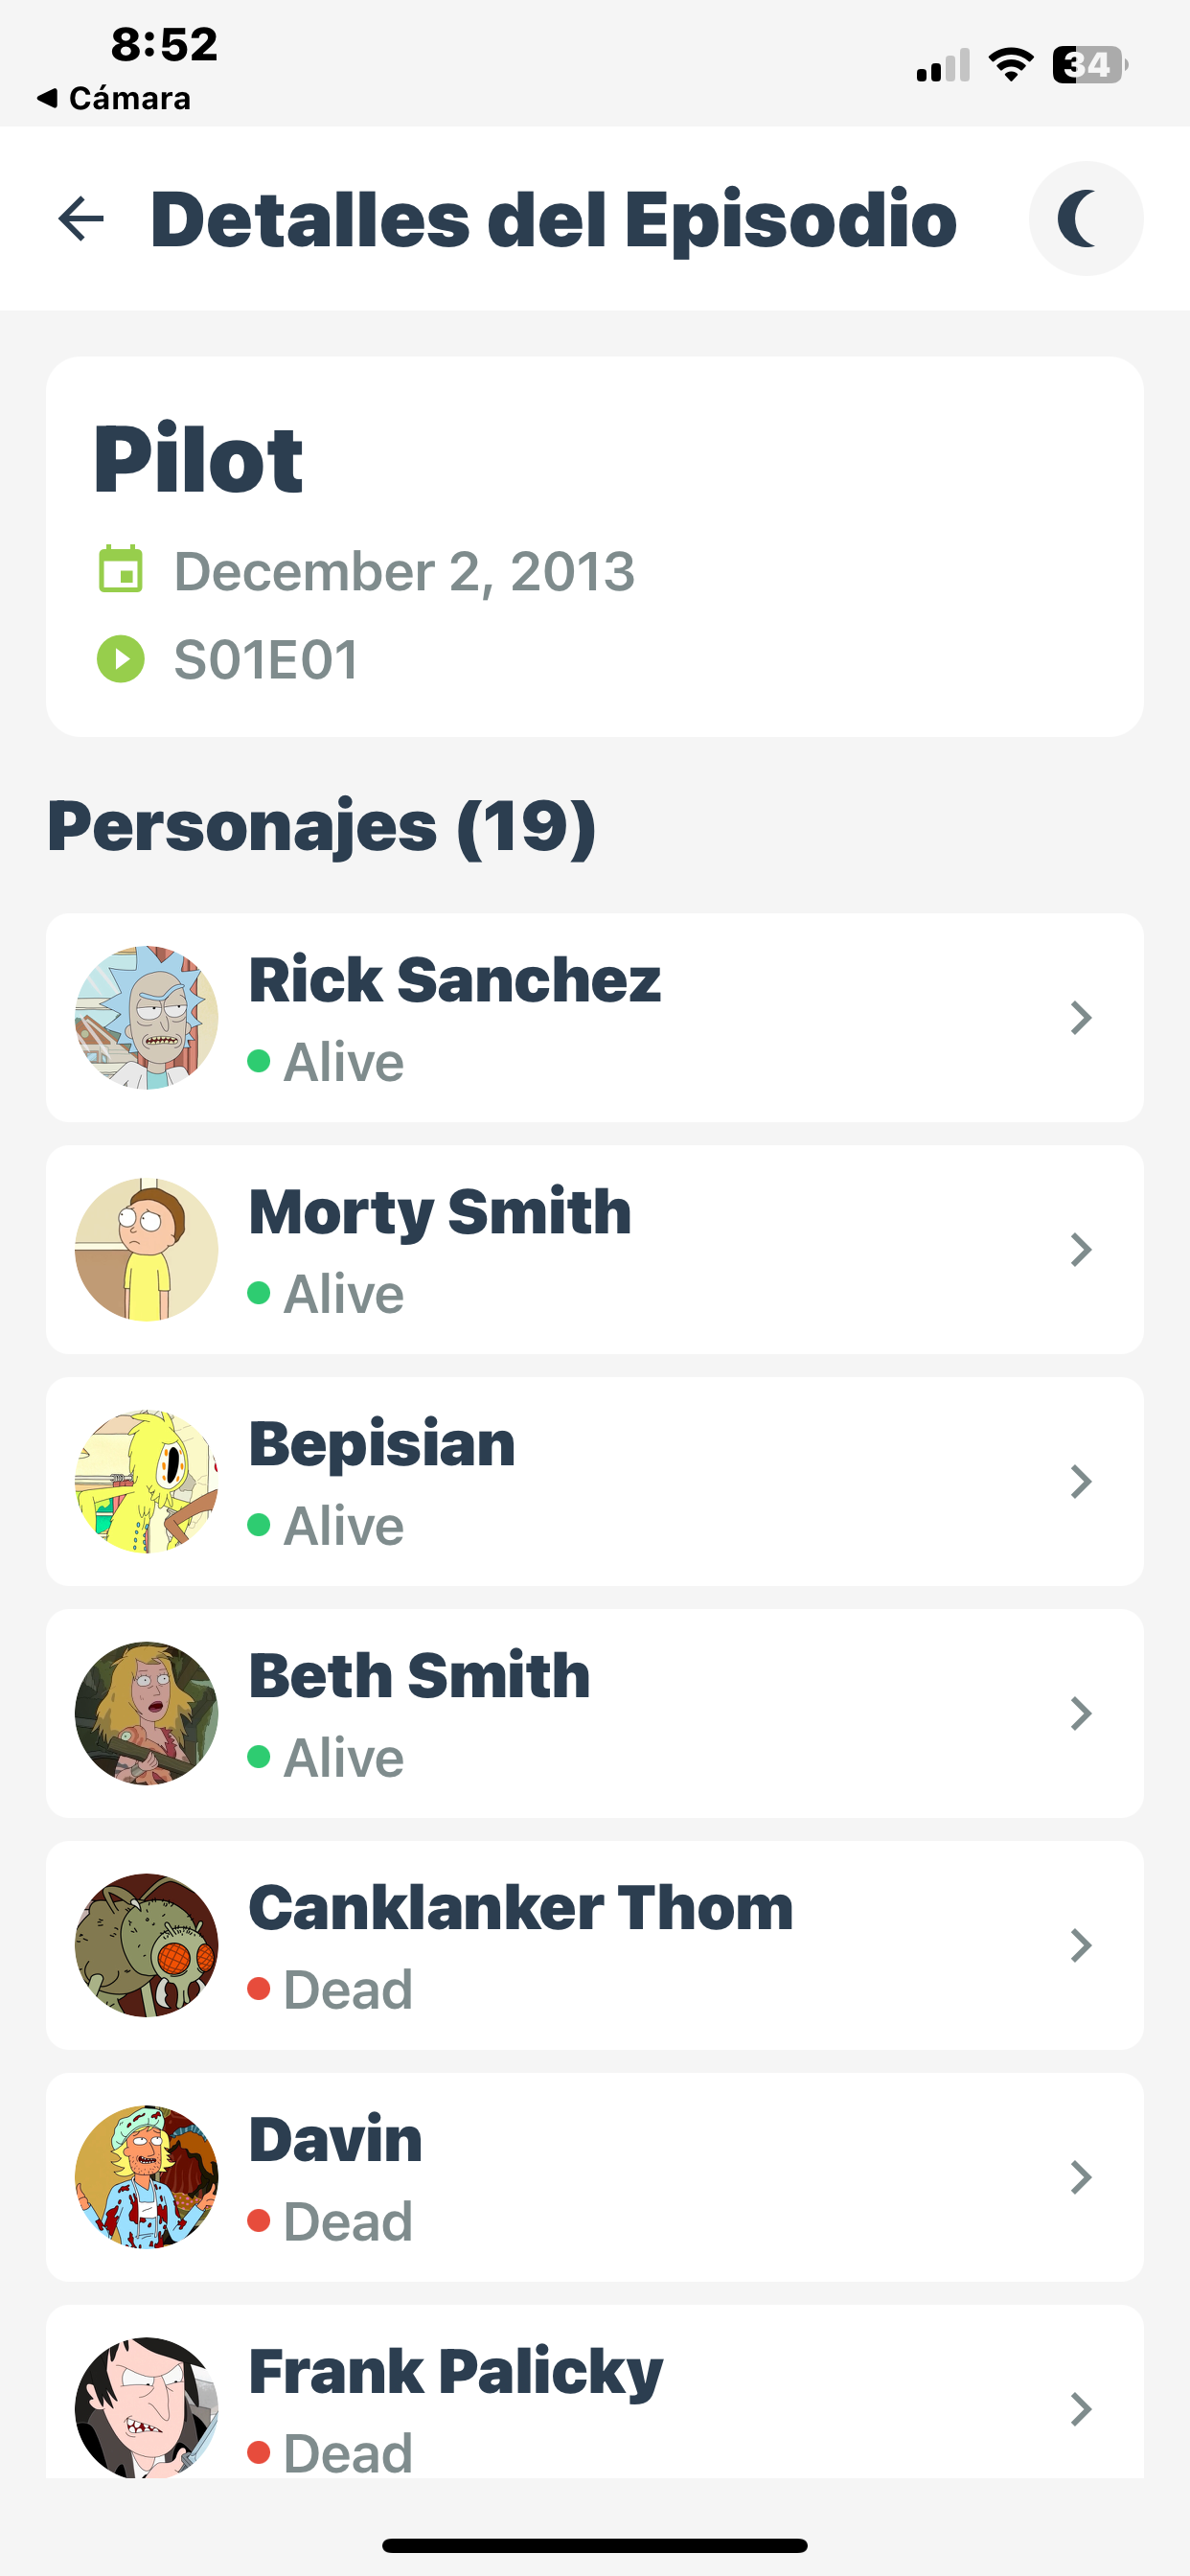 8:52
34
◀ Cámara
Detalles del Episodio
Pilot
December 2, 2013
S01E01
Personajes (19)
Rick Sanchez
Alive
Morty Smith
Alive
Bepisian
Alive
Beth Smith
Alive
Canklanker Thom
Dead
Davin
Dead
Frank Palicky
Dead